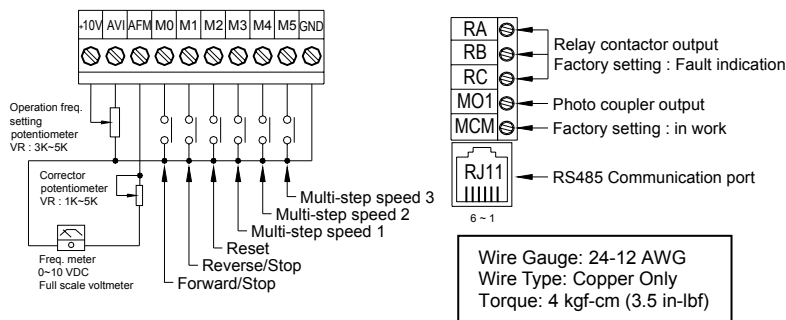 +10V AVI AFM M0 M1 M2 M3 M4 M5 GND
Operation freq.
setting
potentiometer
VR : 3K~5K
Corrector
potentiometer
VR : 1K~5K
Freq. meter
0~10 VDC
Full scale voltmeter
Multi-step speed 3
Multi-step speed 2
Multi-step speed 1
Reset
Reverse/Stop
Forward/Stop
RA
RB
RC
MO1
MCM
Relay contactor output
Factory setting : Fault indication
Photo coupler output
Factory setting : in work
RJ11
6 ~ 1
RS485 Communication port
Wire Gauge: 24-12 AWG
Wire Type: Copper Only
Torque: 4 kgf-cm (3.5 in-lbf)